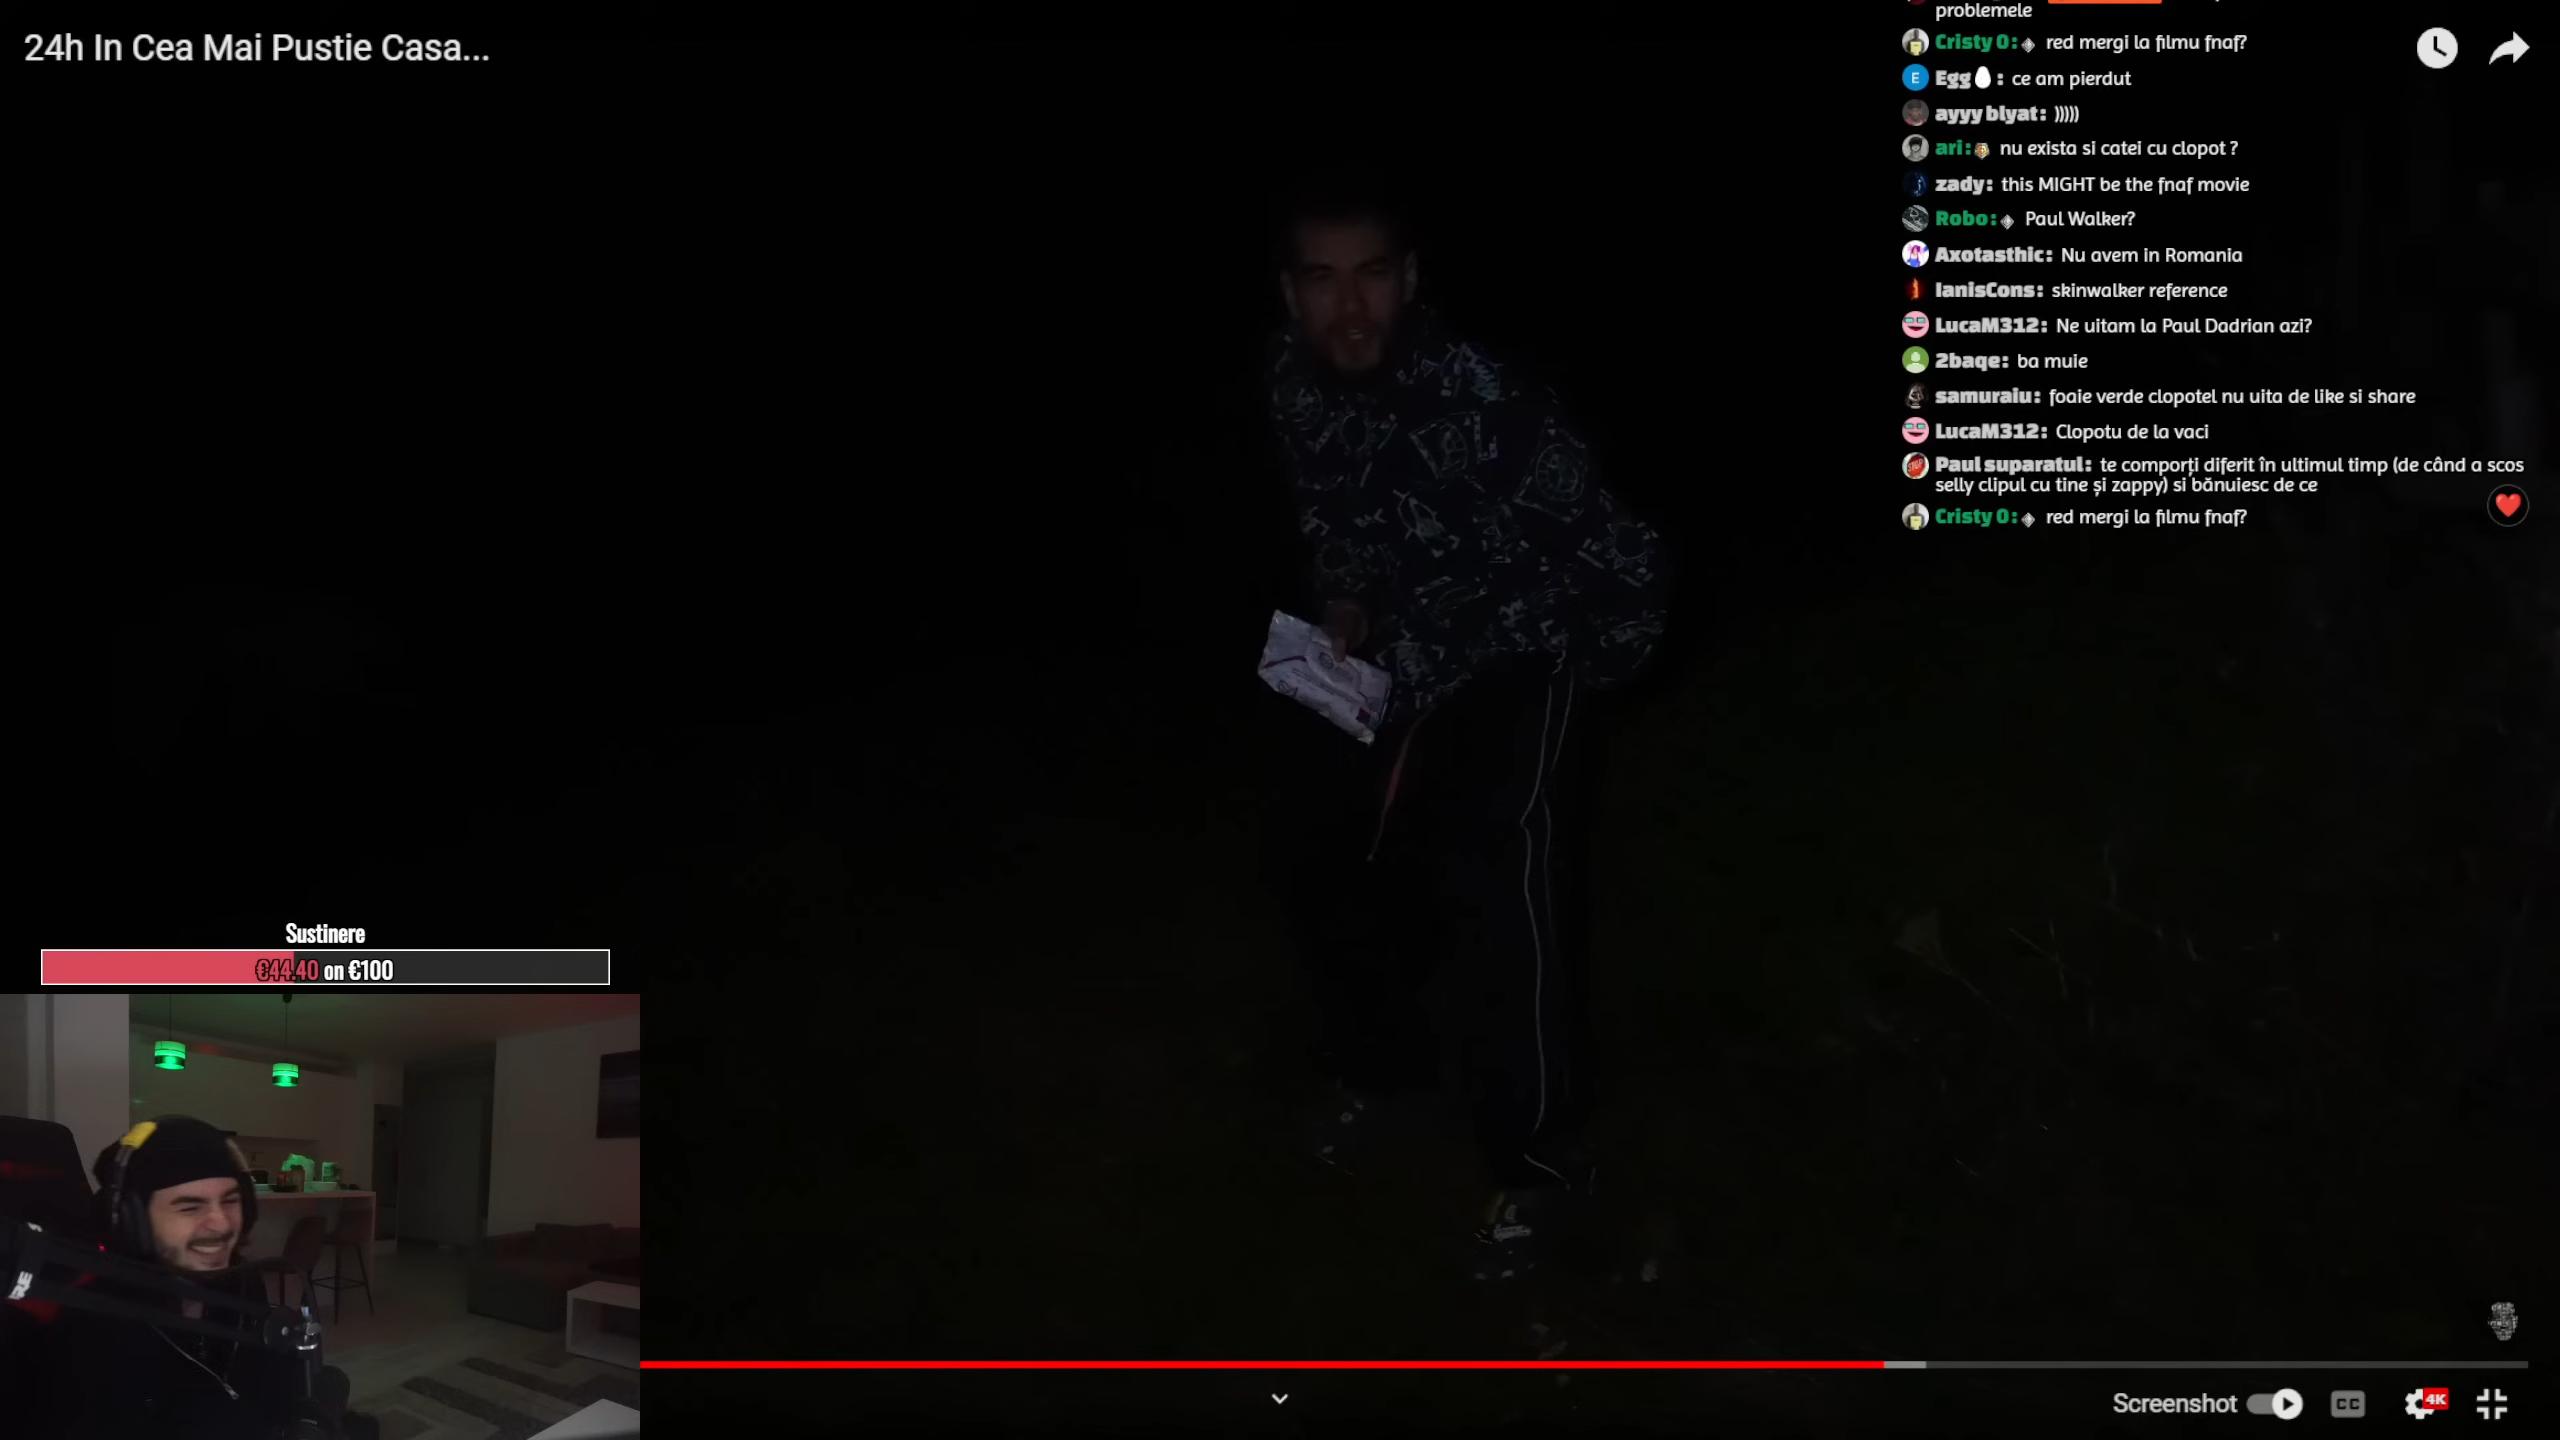 24h In Cea Mai Pustie Casa...
problemele
Cristy O: red mergi la filmu fnaf?
Egg: ce am pierdut
ayyy blyat: )))))
ari: nu exista si catei cu clopot ?
zady: this MIGHT be the fnaf movie
Robo: Paul Walker?
Axotasthic: Nu avem in Romania
IanisCons: skinwalker reference
LucaM312: Ne uitam la Paul Dadrian azi?
2baqe: ba muie
samuraiu: foaie verde clopotel nu uita de like si share
LucaM312: Clopotu de la vaci
Paul suparatul: te comporți diferit în ultimul timp (de când a scos
selly clipul cu tine și zappy) si bănuiesc de ce
Cristy O: red mergi la filmu fnaf?
Sustinere
€44.40 on €100
Screenshot
CC
4K